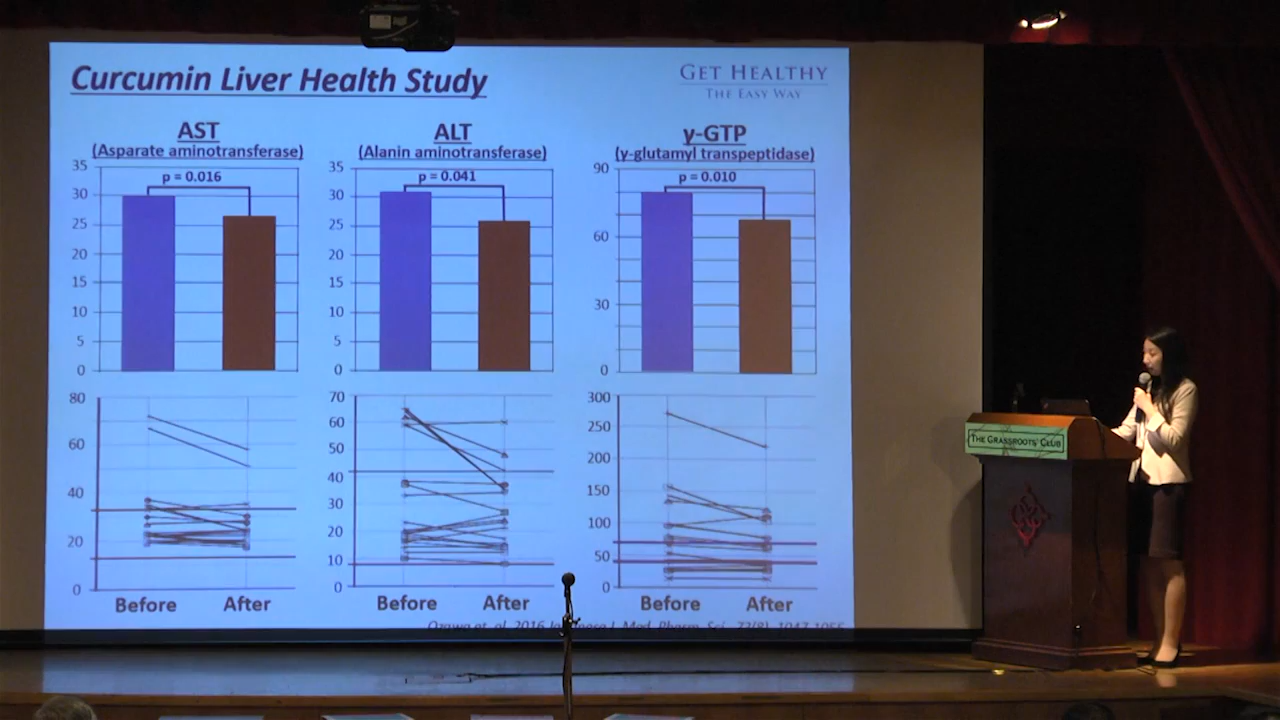 Curcumin Liver Health Study
GET HEALTHY
THE EASY WAY
AST
(Asparate aminotransferase)
35
30
25
20
15
10
5
0
p = 0.016
ALT
(Alanin aminotransferase)
35
30
25
20
15
10
5
0
p = 0.041
γ-GTP
(γ-glutamyl transpeptidase)
90
60
30
0
p = 0.010
80
60
40
20
0
Before After
70
60
50
40
30
20
10
0
Before After
300
250
200
150
100
50
0
Before After
Ozawa et. al. 2016 J. Med. Pharm. Sci. 73(8) 1047-1055
THE GRASSROOTS' CLUB